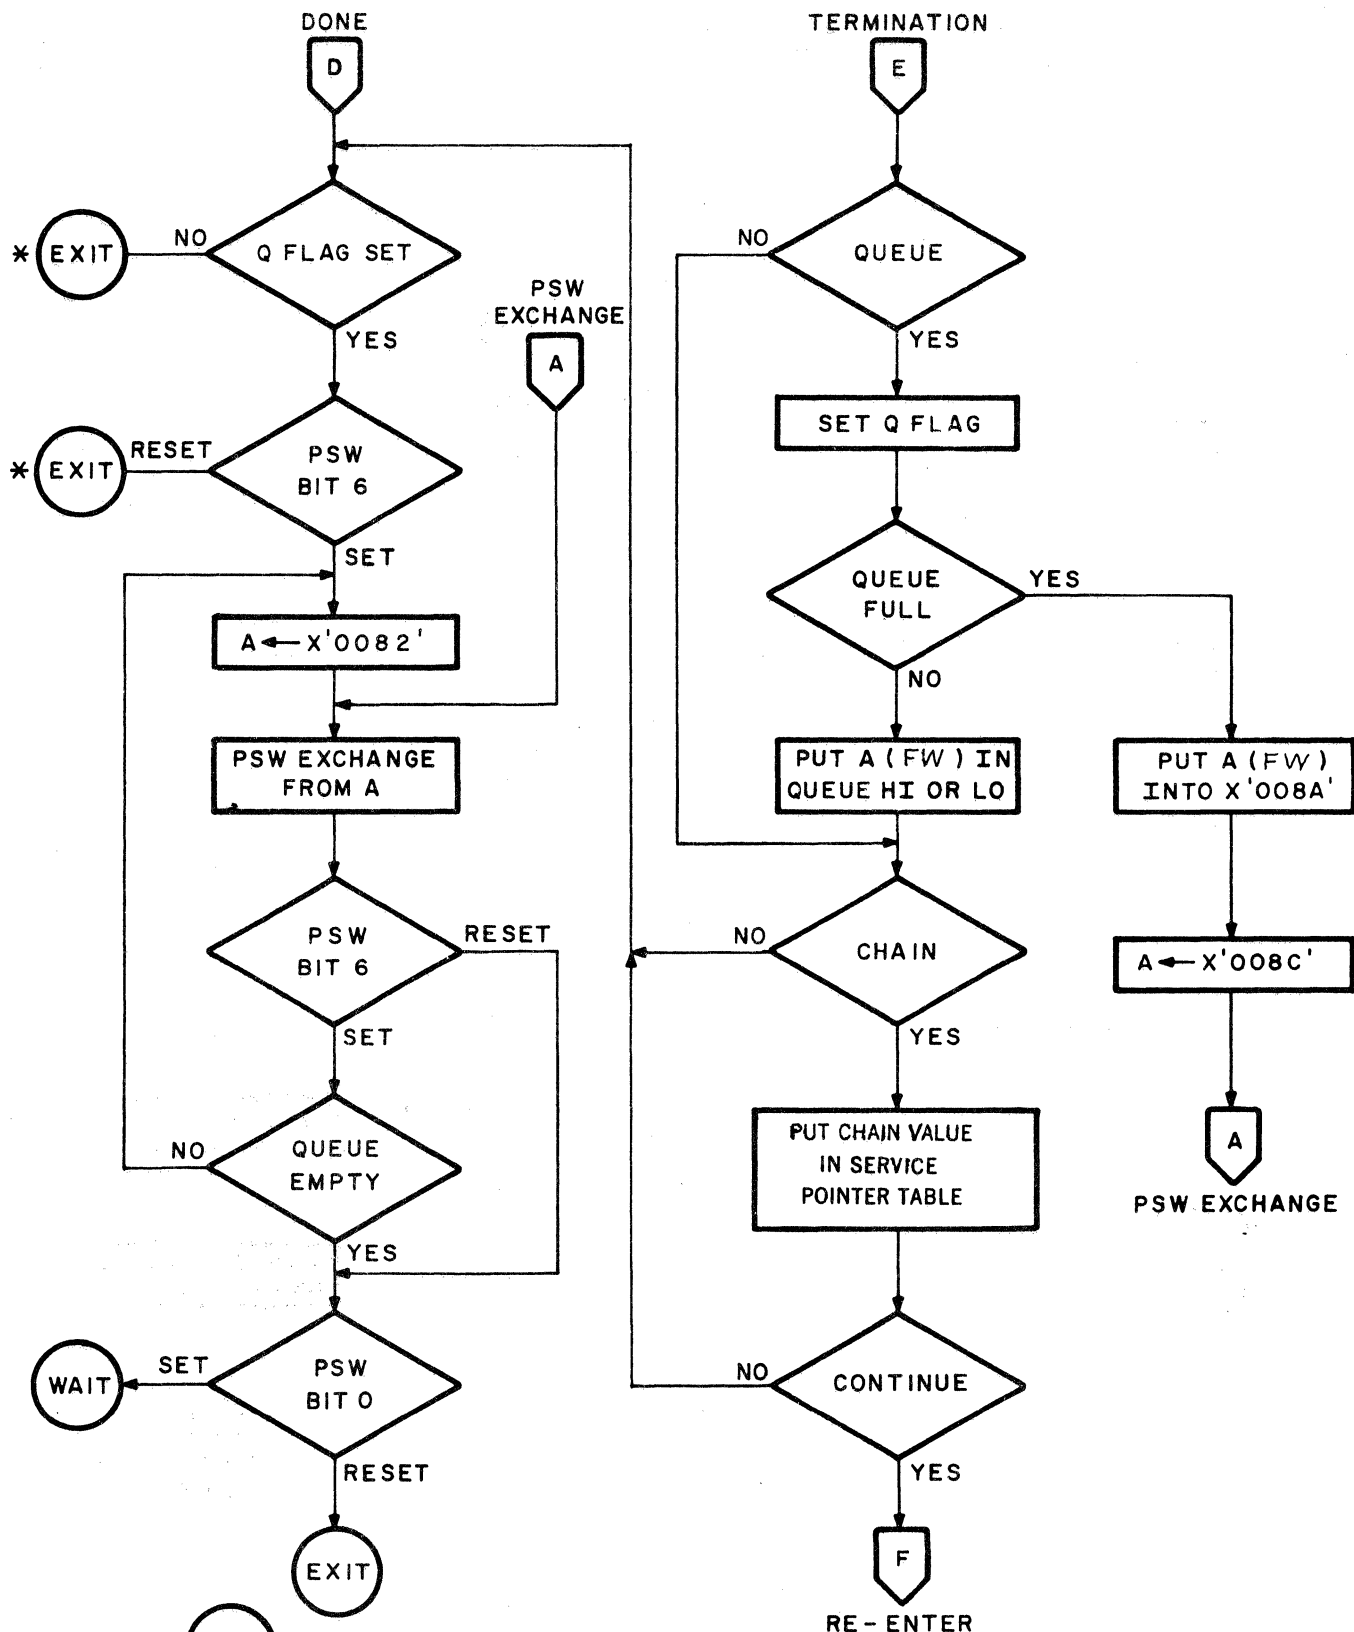 DONE
D
* EXIT
NO
Q FLAG SET
YES
PSW
EXCHANGE
A
* EXIT
RESET
PSW
BIT 6
SET
A ← X'0082'
PSW EXCHANGE
FROM A
PSW
BIT 6
RESET
SET
NO
QUEUE
EMPTY
YES
WAIT
SET
PSW
BIT 0
RESET
EXIT
TERMINATION
E
NO
QUEUE
YES
SET Q FLAG
QUEUE
FULL
YES
NO
PUT A (FW) IN
QUEUE HI OR LO
PUT A (FW)
INTO X'008A'
NO
CHAIN
YES
A ← X'008C'
PUT CHAIN VALUE
IN SERVICE
POINTER TABLE
A
PSW EXCHANGE
NO
CONTINUE
YES
F
RE-ENTER